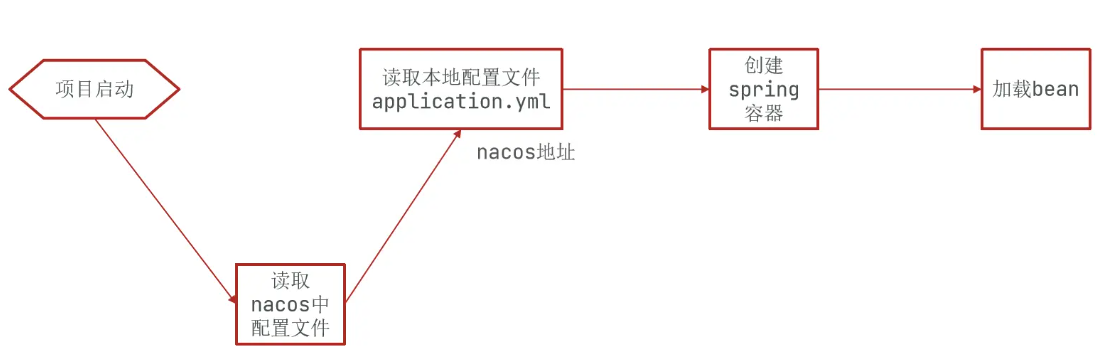 项目启动
读取本地配置文件
application.yml
nacos地址
创建
spring
容器
加载bean
读取
nacos中
配置文件